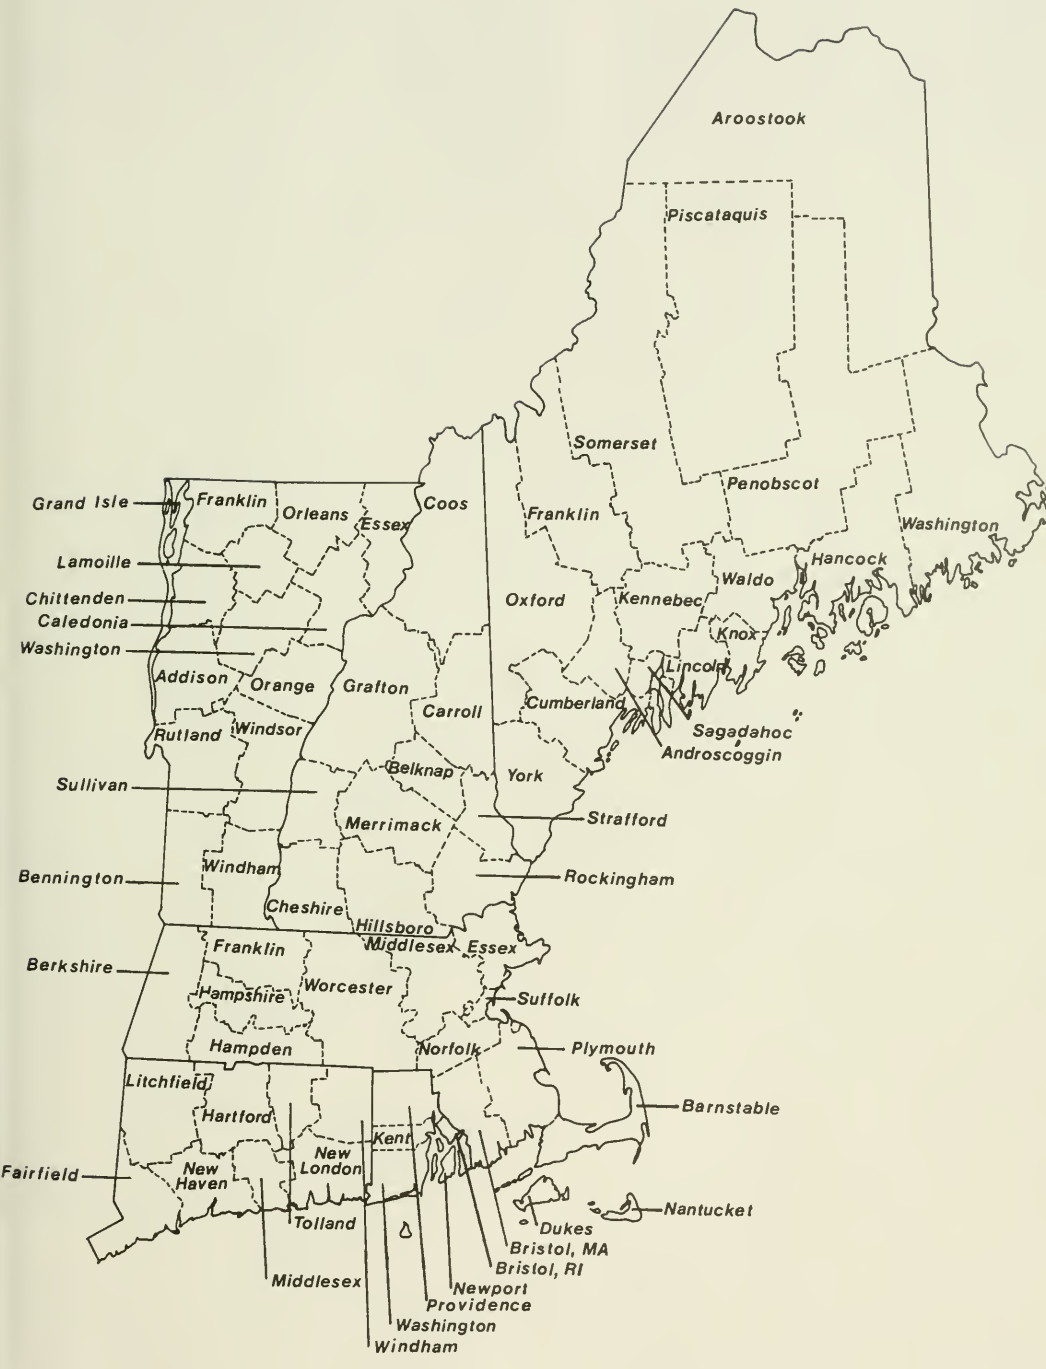 Aroostook
Piscataquis
Somerset
Penobscot
Washington
Grand Isle
Franklin
Orleans
Essex
Coos
Franklin
Hancock
Lamoille
Waldo
Chittenden
Oxford
Kennebec
Caledonia
Knox
Washington
Lincoln
Addison
Orange
Grafton
Cumberland
Carroll
Sagadahoc
Rutland
Windsor
Androscoggin
Belknap
York
Sullivan
Merrimack
Strafford
Windham
Bennington
Rockingham
Cheshire
Hillsboro
Middlesex
Essex
Franklin
Berkshire
Worcester
Hampshire
Suffolk
Hampden
Norfolk
Plymouth
Litchfield
Hartford
Barnstable
Kent
New
London
Fairfield
New
Haven
Nantucket
Tolland
Dukes
Bristol, MA
Bristol, RI
Middlesex
Newport
Providence
Washington
Windham